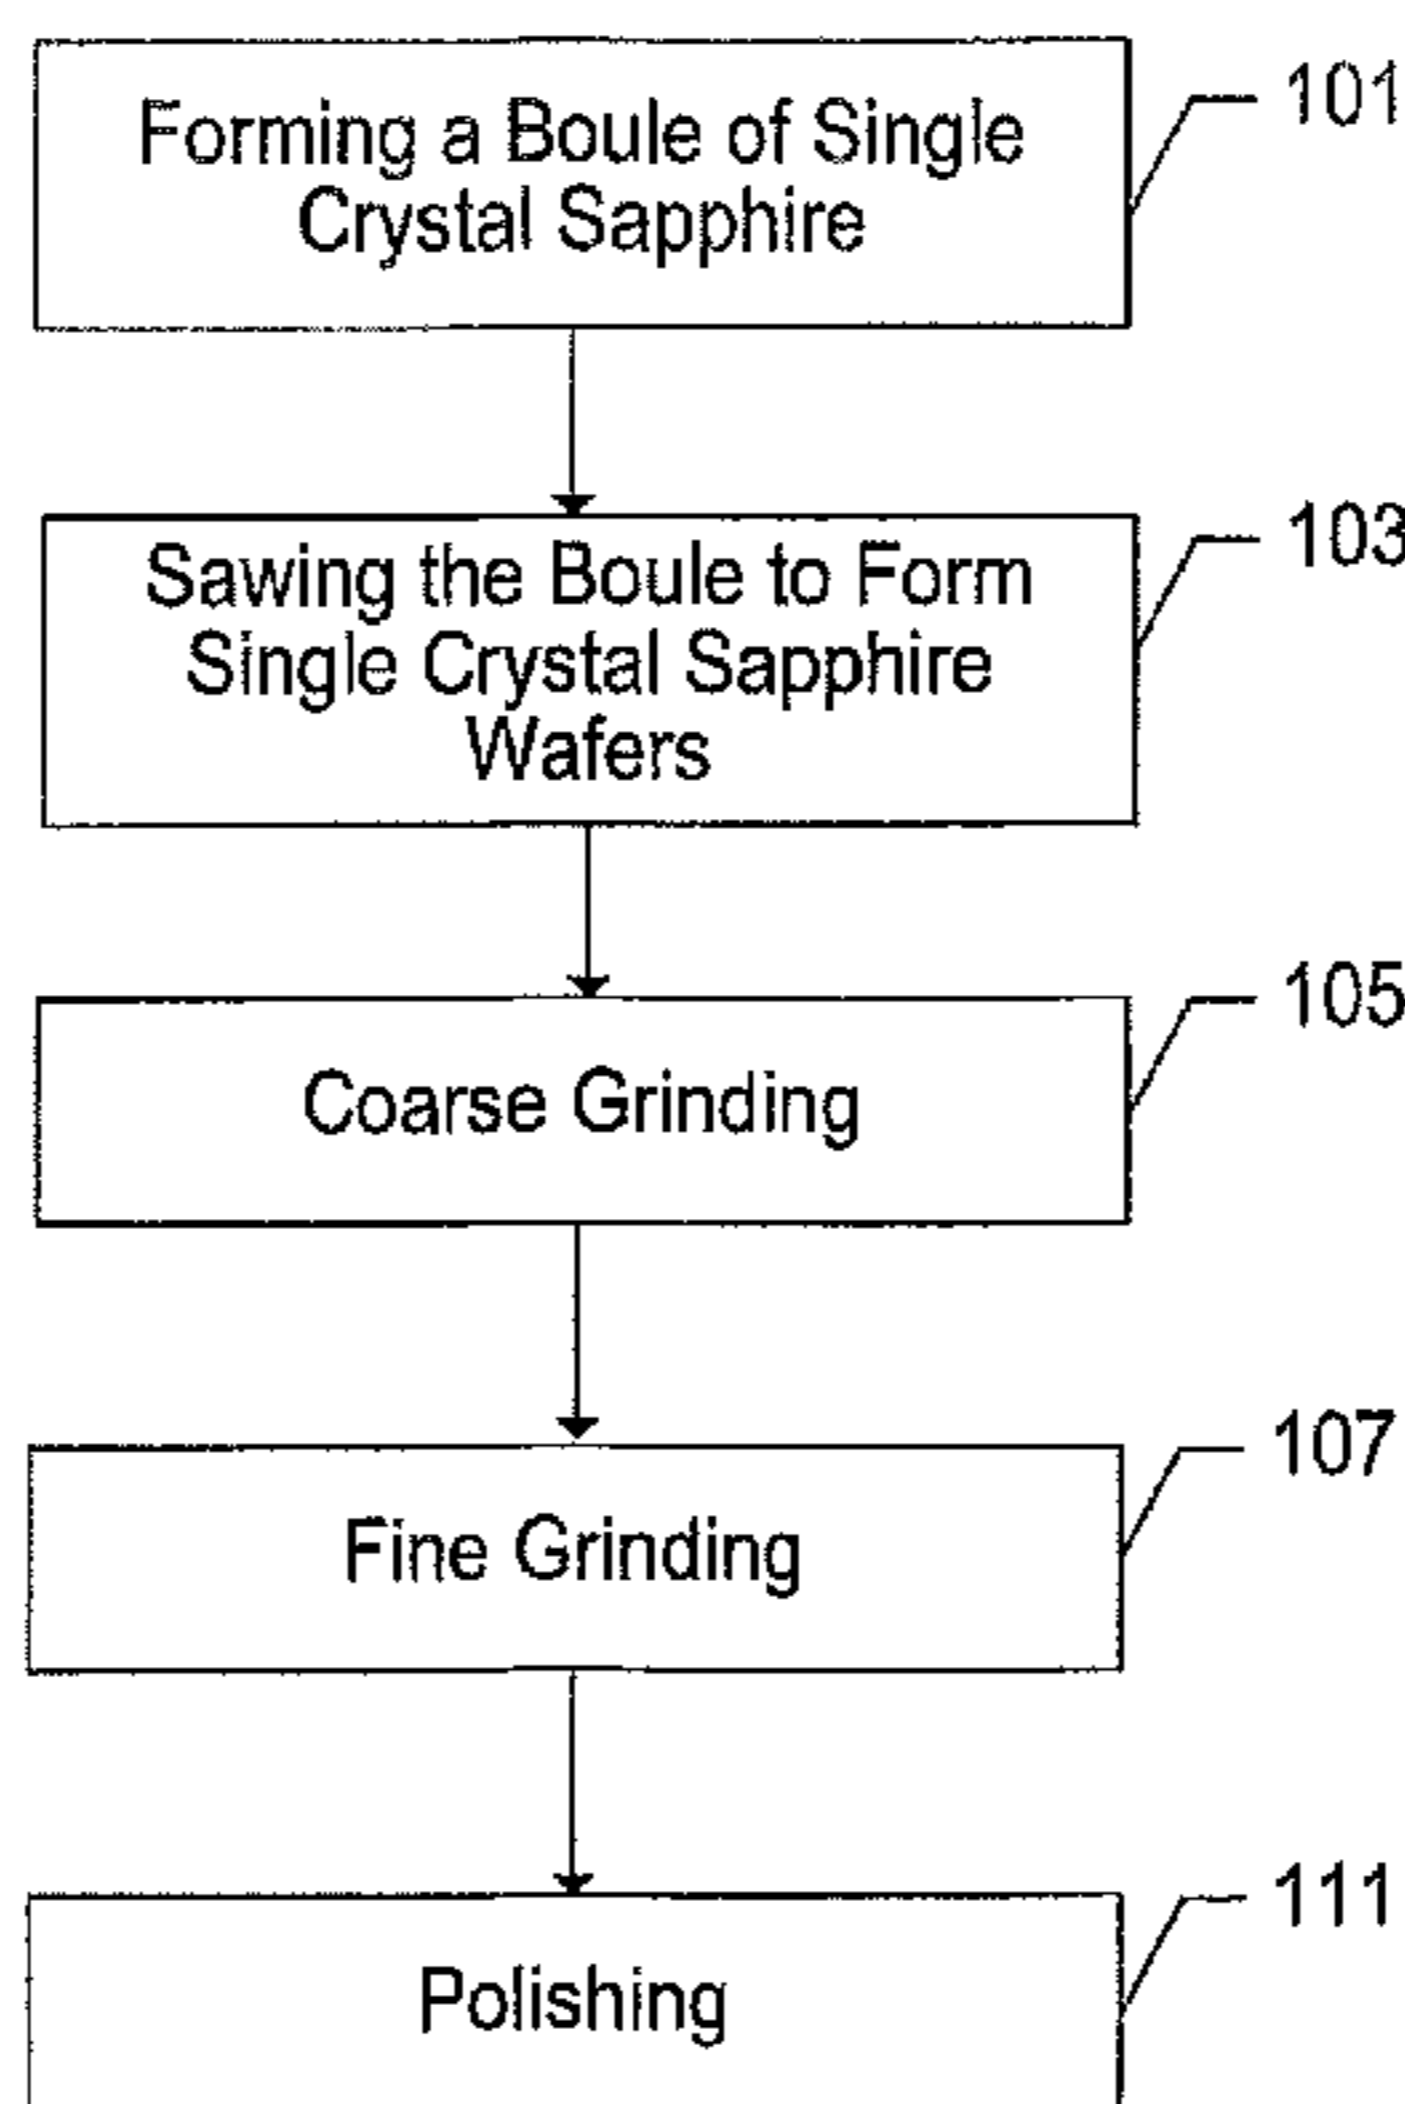 Forming a Boule of Single
Crystal Sapphire
101
Sawing the Boule to Form
Single Crystal Sapphire
Wafers
103
Coarse Grinding
105
Fine Grinding
107
Polishing
111